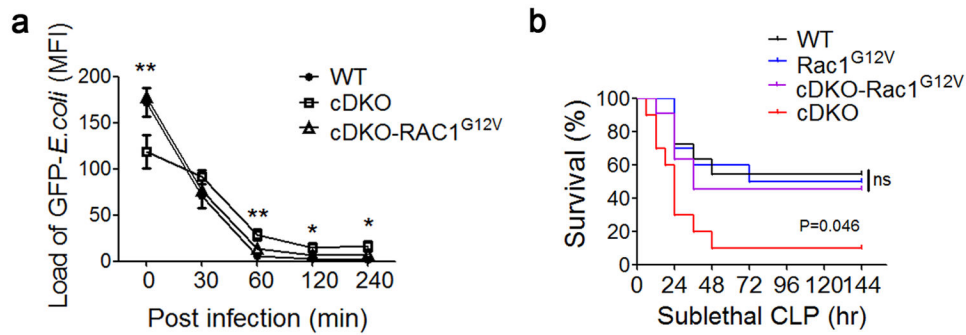 a
Load of GFP-E.coli (MFI)
200
150
100
50
0
**
**
*
*
WT
cDKO
cDKO-RAC1G12V
0 30 60 120 240
Post infection (min)
b
WT
Rac1G12V
cDKO-Rac1G12V
cDKO
Survival (%)
100
80
60
40
20
0
ns
P=0.046
0 24 48 72 96 120 144
Sublethal CLP (hr)